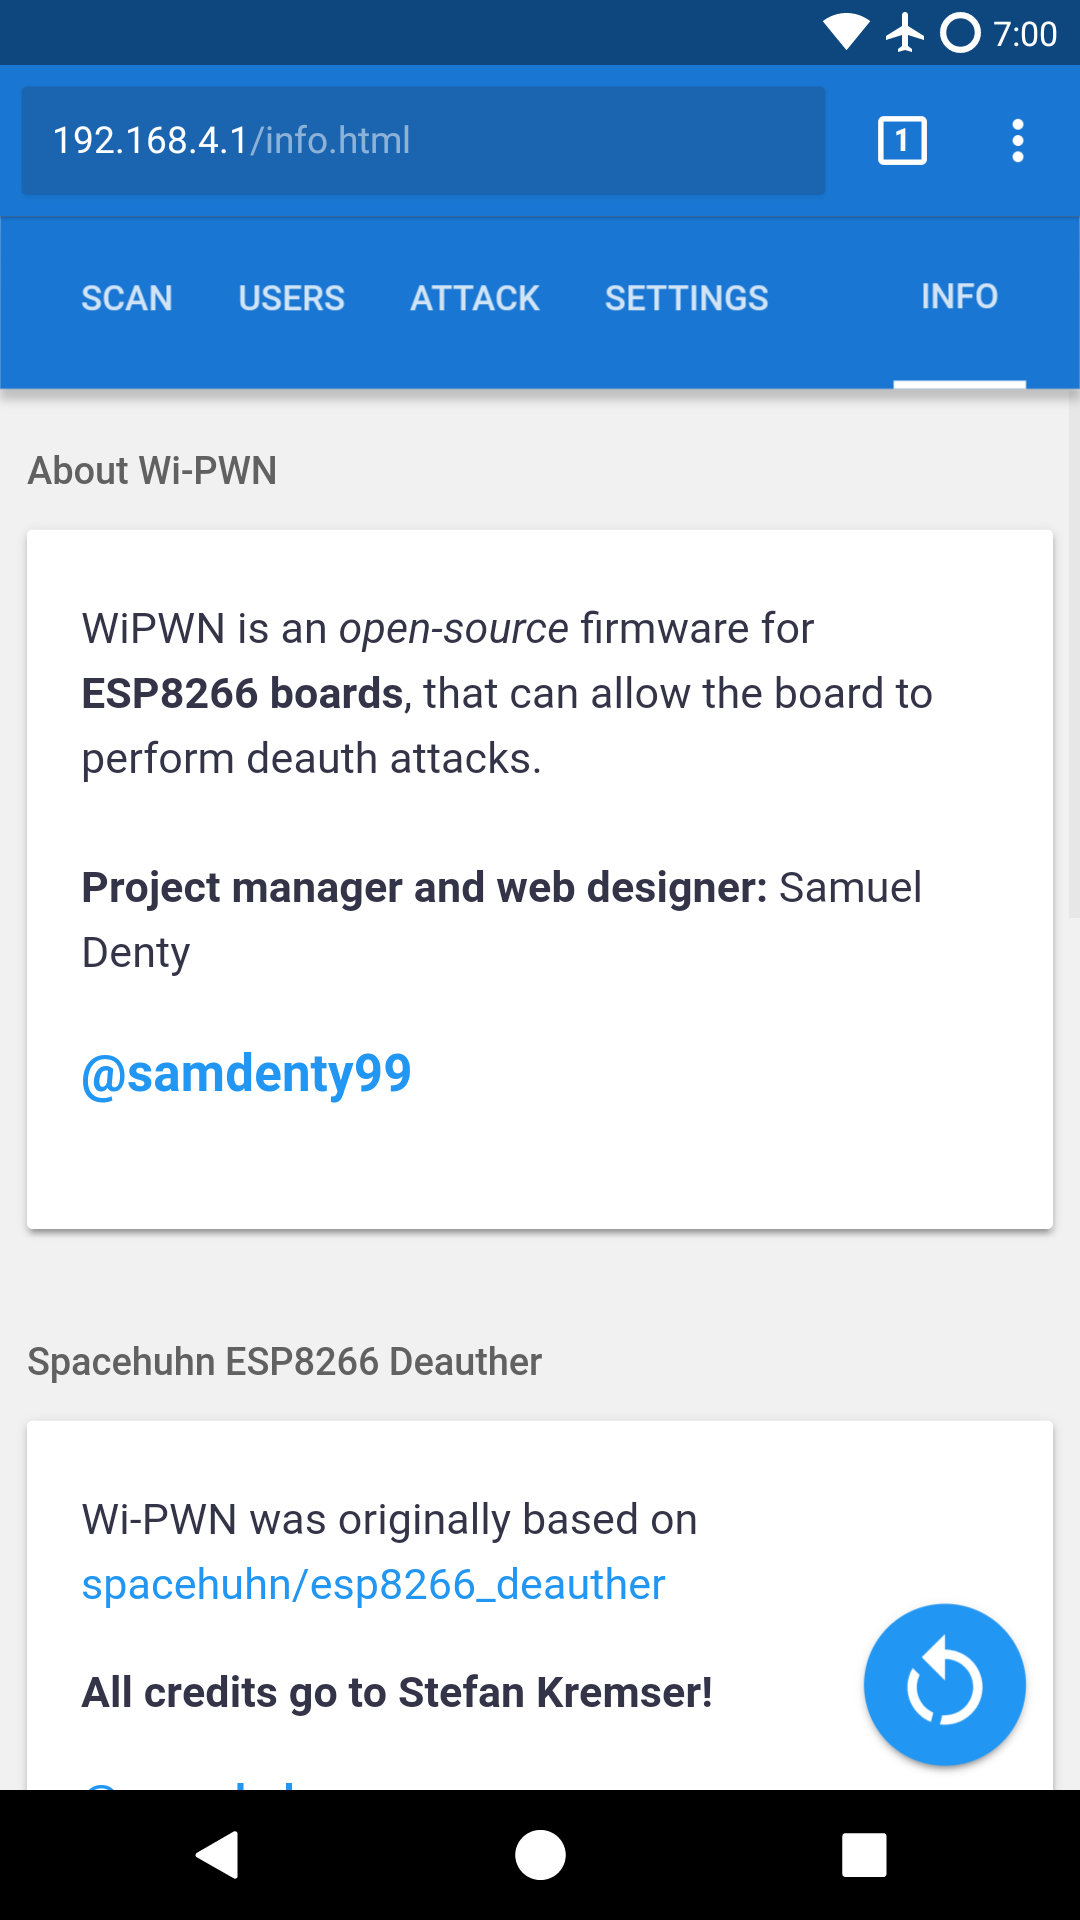 7:00
192.168.4.1/info.html
1
SCAN USERS ATTACK SETTINGS INFO
About Wi-PWN
WiPWN is an open-source firmware for
ESP8266 boards, that can allow the board to
perform deauth attacks.
Project manager and web designer: Samuel
Denty
@samdenty99
Spacehuhn ESP8266 Deauther
Wi-PWN was originally based on
spacehuhn/esp8266_deauther
All credits go to Stefan Kremser!